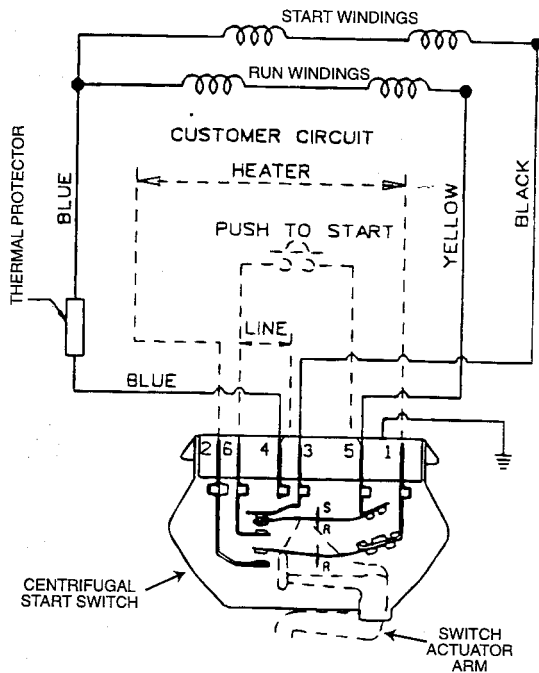 START WINDINGS
RUN WINDINGS
CUSTOMER CIRCUIT
HEATER
PUSH TO START
THERMAL PROTECTOR
BLUE
YELLOW
BLACK
LINE
BLUE
2 6 4 3 5 1
S
R
R
CENTRIFUGAL
START SWITCH
SWITCH
ACTUATOR
ARM